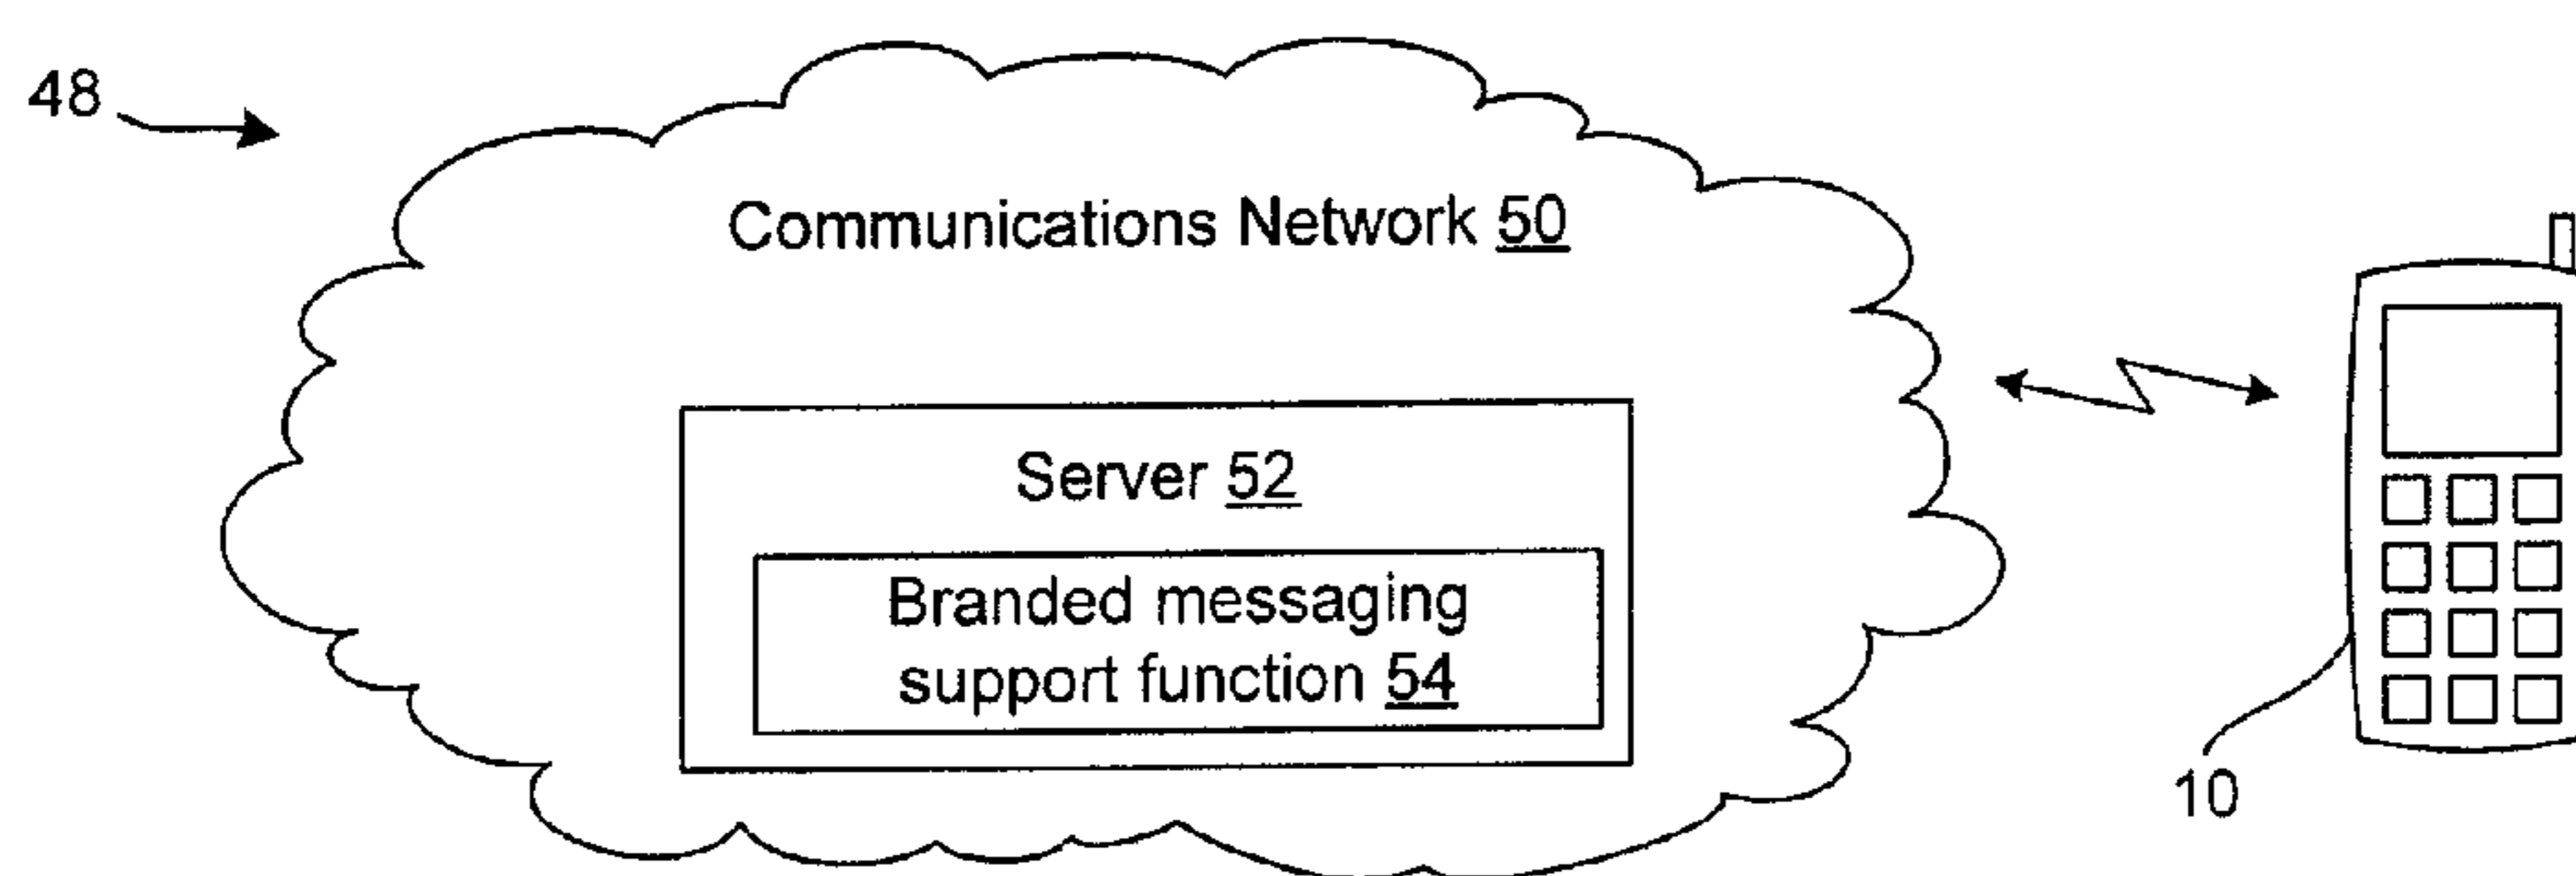 48
Communications Network 50
Server 52
Branded messaging
support function 54
10